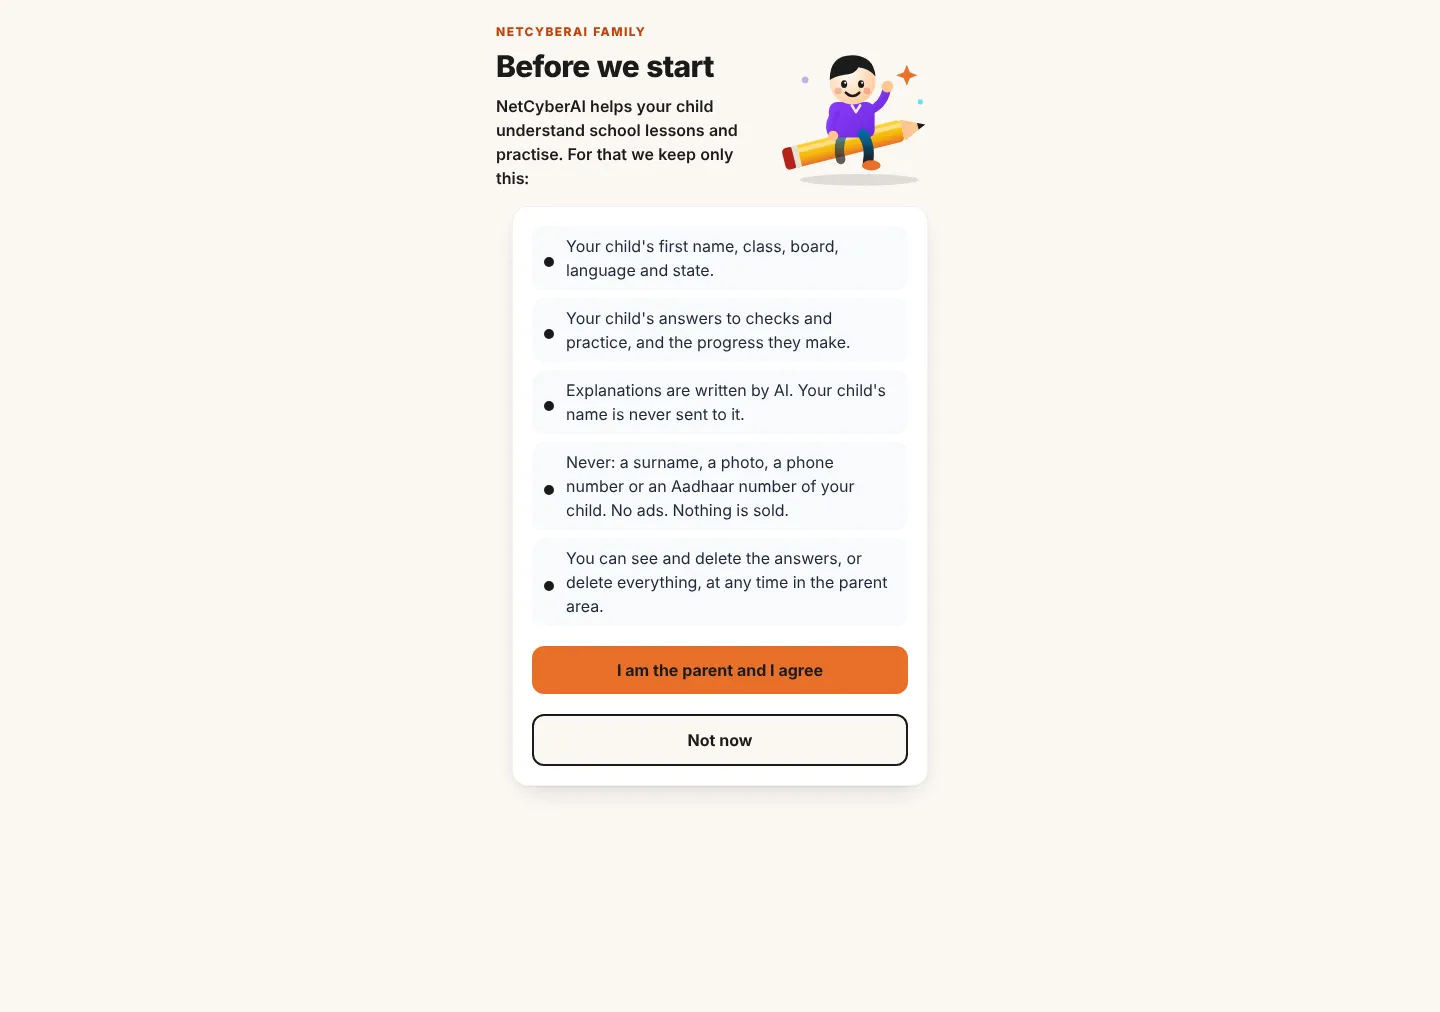 NETCYBERAI FAMILY
Before we start
NetCyberAI helps your child
understand school lessons and
practise. For that we keep only
this:
Your child's first name, class, board,
language and state.
Your child's answers to checks and
practice, and the progress they make.
Explanations are written by AI. Your child's
name is never sent to it.
Never: a surname, a photo, a phone
number or an Aadhaar number of your
child. No ads. Nothing is sold.
You can see and delete the answers, or
delete everything, at any time in the parent
area.
I am the parent and I agree
Not now